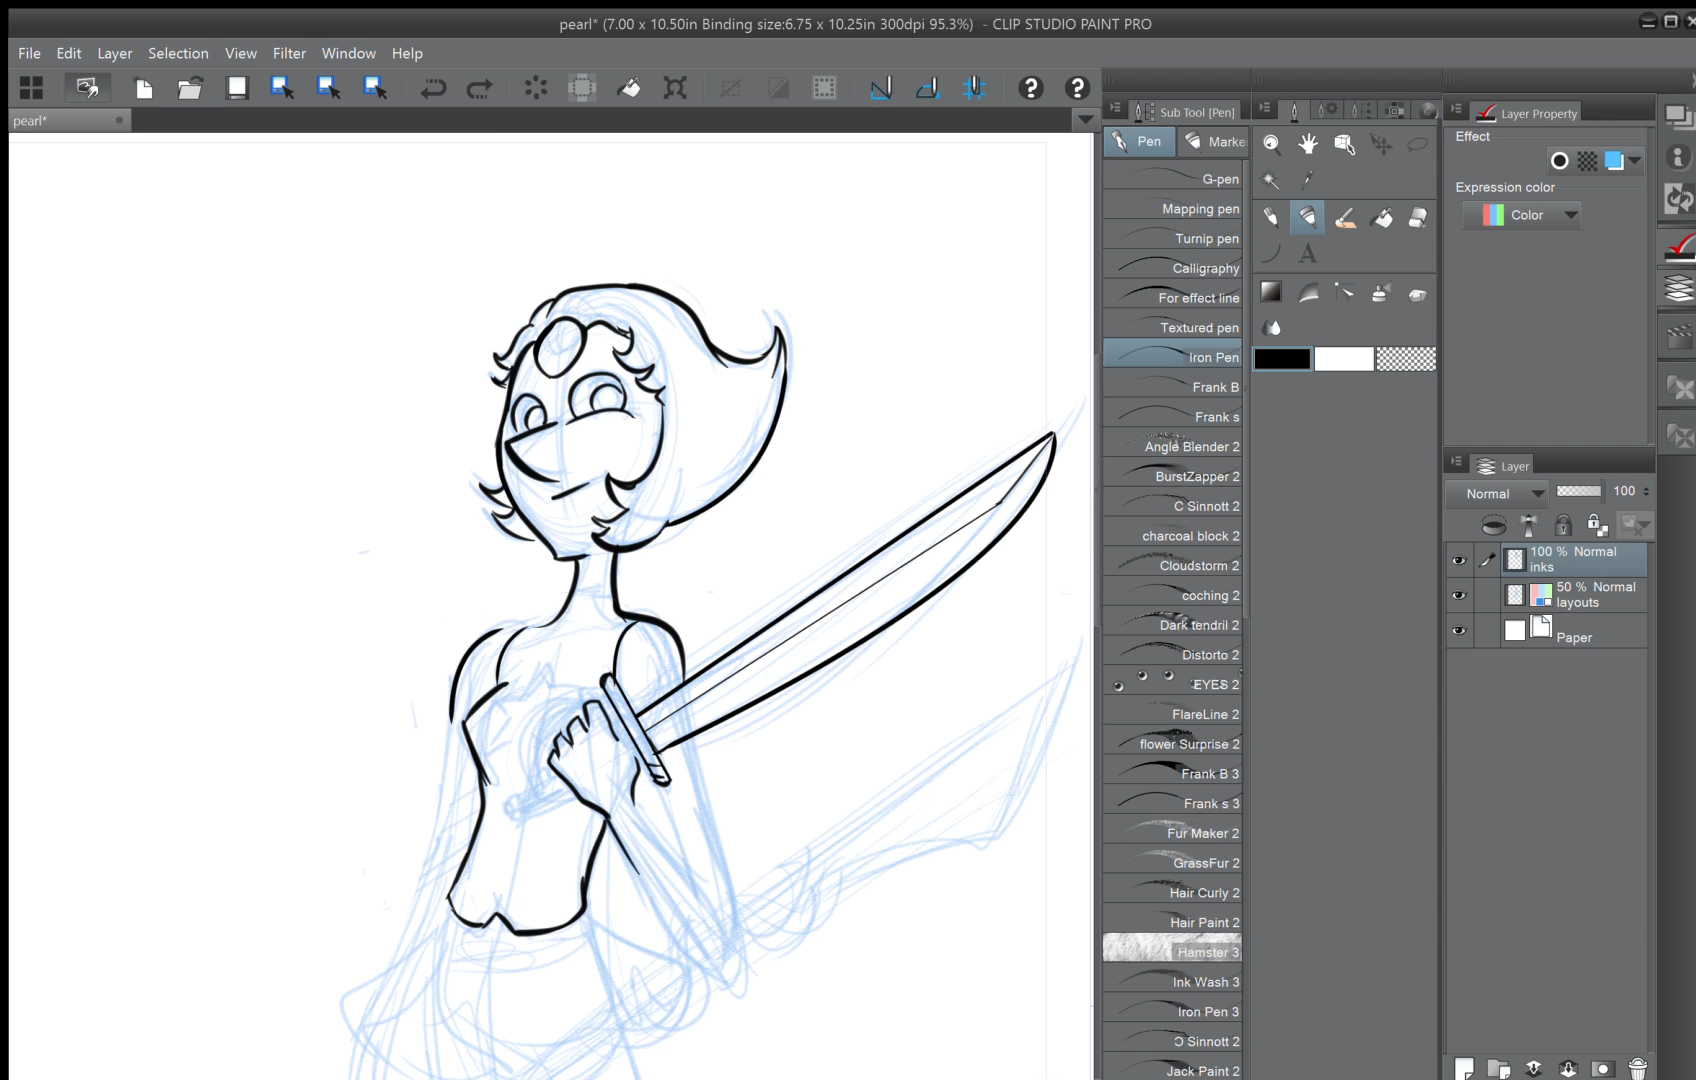 pearl* (7.00 x 10.50in Binding size:6.75 x 10.25in 300dpi 95.3%)  - CLIP STUDIO PAINT PRO
File Edit Layer Selection View Filter Window Help
pearl*
Sub Tool [Pen]
Pen Marke
G-pen
Mapping pen
Turnip pen
Calligraphy
For effect line
Textured pen
Iron Pen
Frank B
Frank s
Angle Blender 2
BurstZapper 2
C Sinnott 2
charcoal block 2
Cloudstorm 2
coching 2
Dark tendril 2
Distorto 2
EYES 2
FlareLine 2
flower Surprise 2
Frank B 3
Frank s 3
Fur Maker 2
GrassFur 2
Hair Curly 2
Hair Paint 2
Hamster 3
Ink Wash 3
Iron Pen 3
J Sinnott 2
Jack Paint 2
A
Layer Property
Effect
Expression color
Color
Layer
Normal 100
100 % Normal
inks
50 % Normal
layouts
Paper